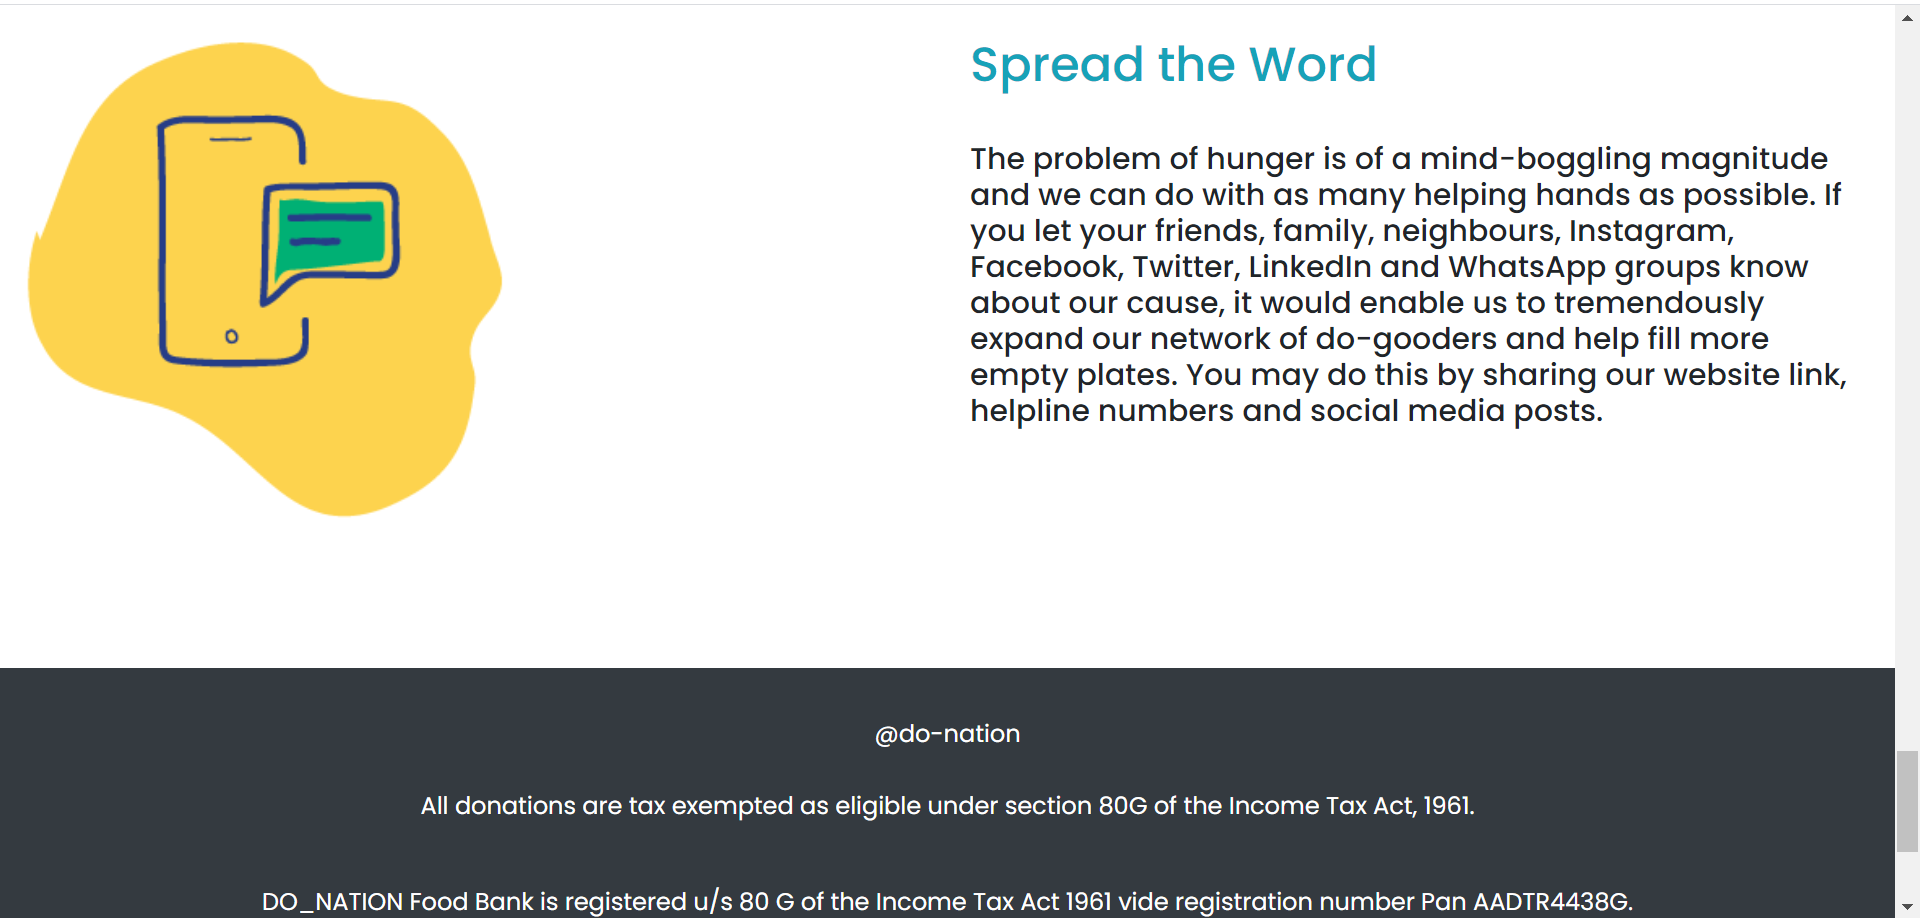 Spread the Word
The problem of hunger is of a mind-boggling magnitude
and we can do with as many helping hands as possible. If
you let your friends, family, neighbours, Instagram,
Facebook, Twitter, LinkedIn and WhatsApp groups know
about our cause, it would enable us to tremendously
expand our network of do-gooders and help fill more
empty plates. You may do this by sharing our website link,
helpline numbers and social media posts.
@do-nation
All donations are tax exempted as eligible under section 80G of the Income Tax Act, 1961.
DO_NATION Food Bank is registered u/s 80 G of the Income Tax Act 1961 vide registration number Pan AADTR4438G.